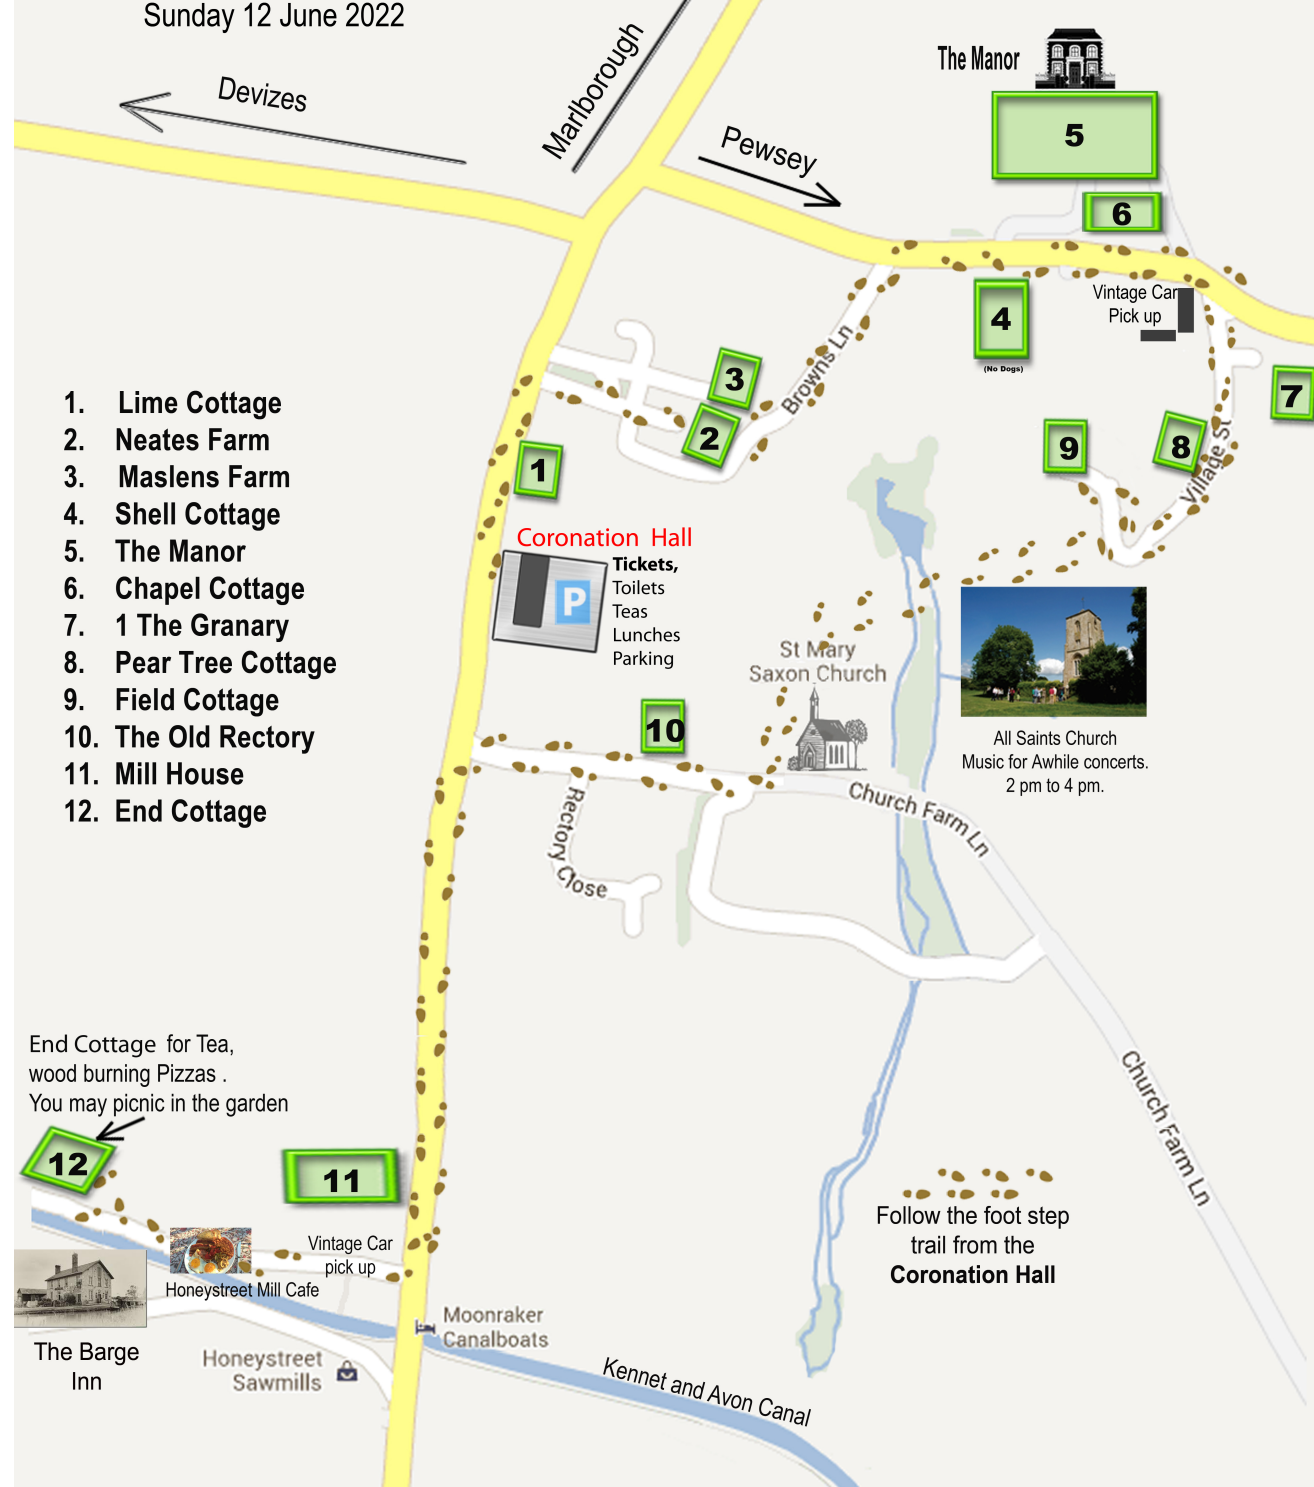 Sunday 12 June 2022
Devizes
Marlborough
Pewsey
The Manor
5
6
4
(No Dogs)
Vintage Car
Pick up
7
3
2
Browns Ln
1
9
8
Village St
1. Lime Cottage
2. Neates Farm
3. Maslens Farm
4. Shell Cottage
5. The Manor
6. Chapel Cottage
7. 1 The Granary
8. Pear Tree Cottage
9. Field Cottage
10. The Old Rectory
11. Mill House
12. End Cottage
Coronation Hall
P
Tickets,
Toilets
Teas
Lunches
Parking
St Mary
Saxon Church
10
All Saints Church
Music for Awhile concerts.
2 pm to 4 pm.
Church Farm Ln
Rectory Close
End Cottage for Tea,
wood burning Pizzas .
You may picnic in the garden
12
11
Vintage Car
pick up
Honeystreet Mill Cafe
The Barge
Inn
Honeystreet
Sawmills
Moonraker
Canalboats
Kennet and Avon Canal
Church Farm Ln
Follow the foot step
trail from the
Coronation Hall